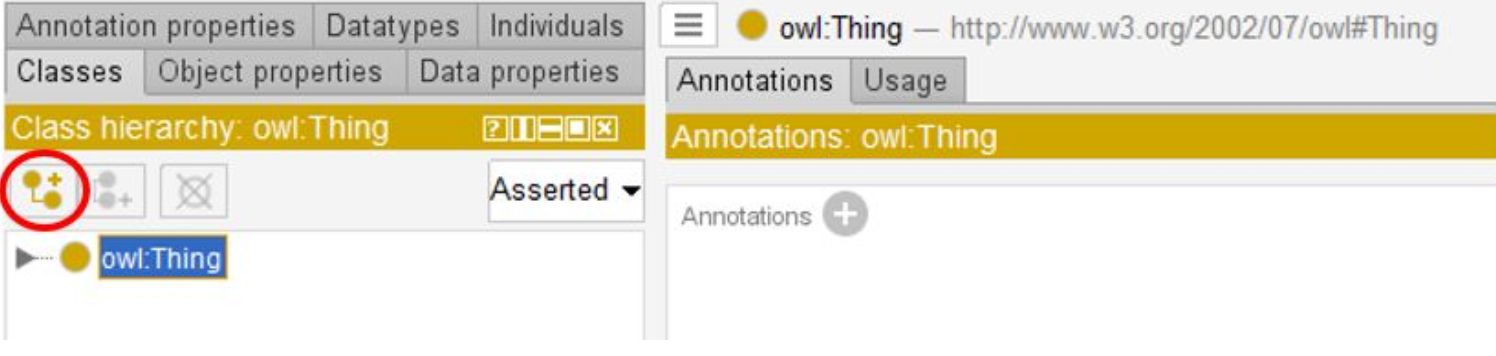 Annotation properties Datatypes Individuals
Classes Object properties Data properties
Class hierarchy: owl:Thing
Asserted
owl:Thing
owl:Thing — http://www.w3.org/2002/07/owl#Thing
Annotations Usage
Annotations: owl:Thing
Annotations